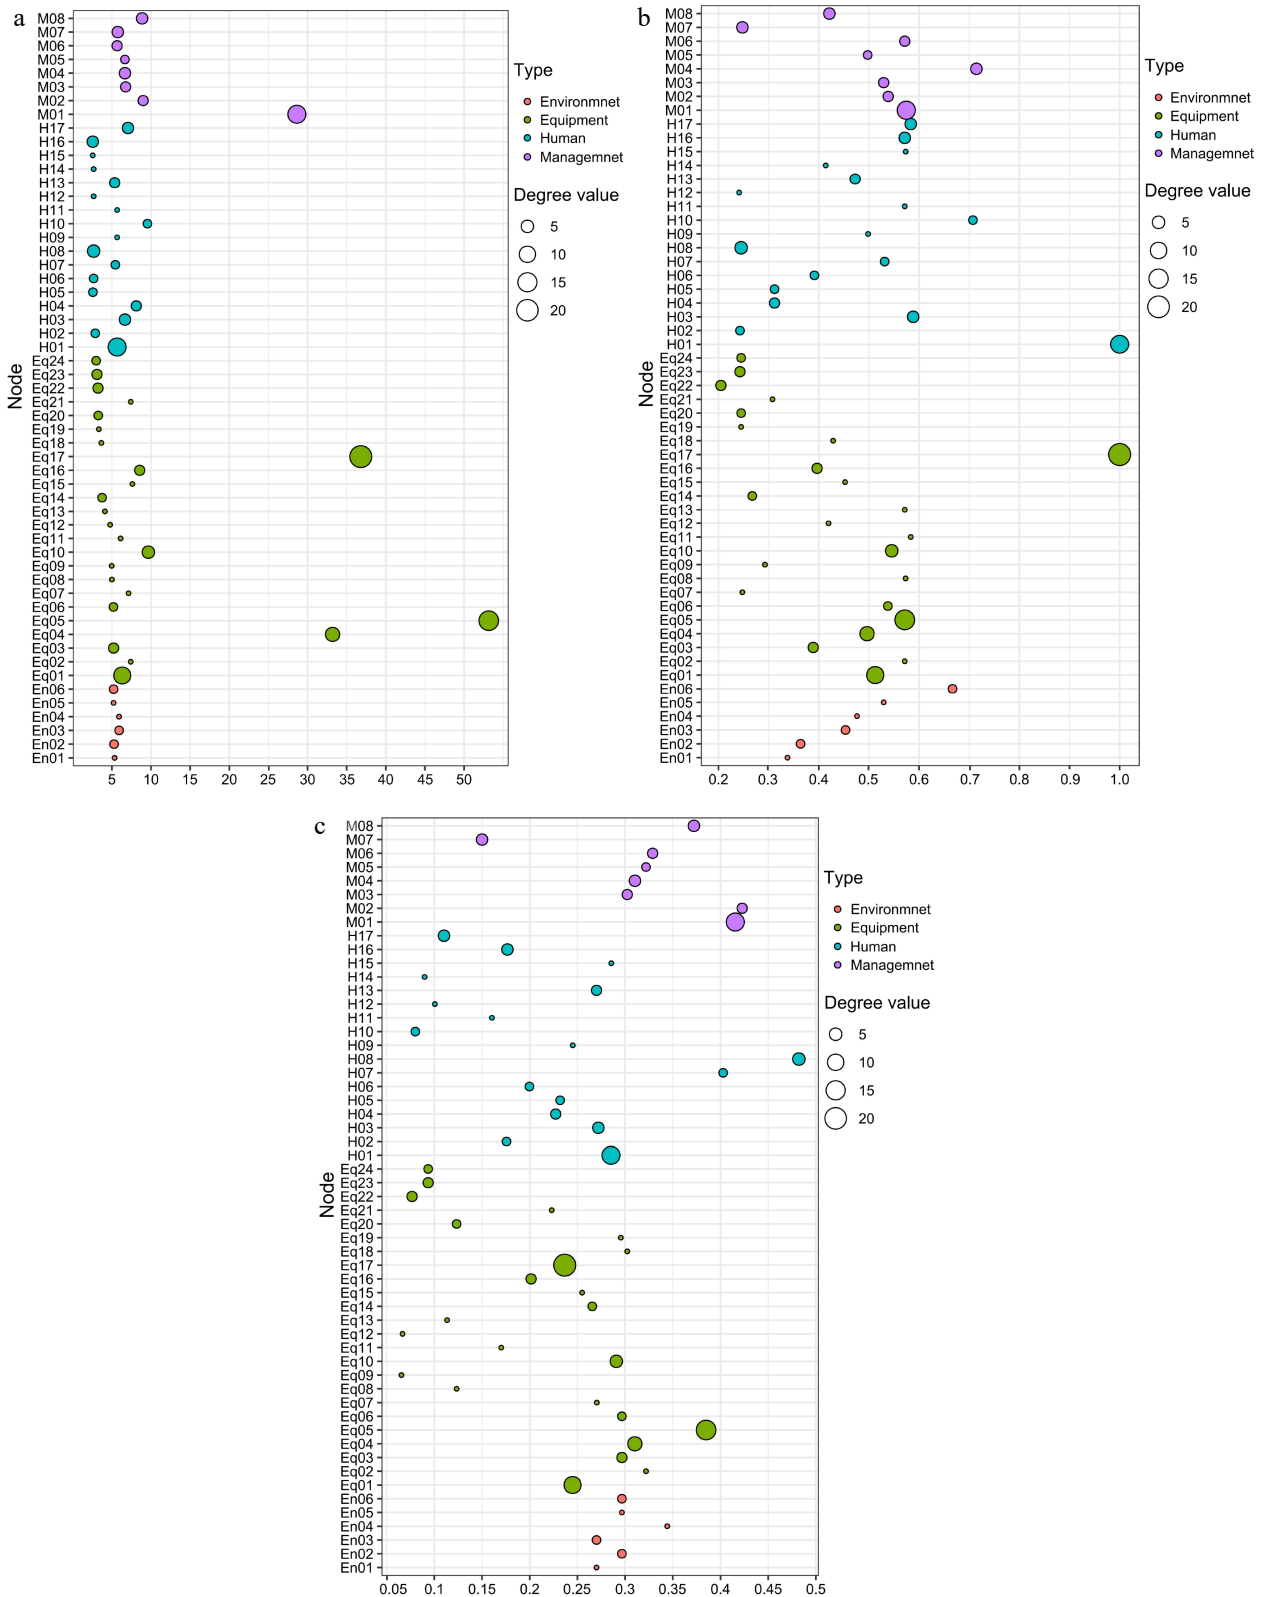 a
Node
M08
M07
M06
M05
M04
M03
M02
M01
H17
H16
H15
H14
H13
H12
H11
H10
H09
H08
H07
H06
H05
H04
H03
H02
H01
Eq24
Eq23
Eq22
Eq21
Eq20
Eq19
Eq18
Eq17
Eq16
Eq15
Eq14
Eq13
Eq12
Eq11
Eq10
Eq09
Eq08
Eq07
Eq06
Eq05
Eq04
Eq03
Eq02
Eq01
En06
En05
En04
En03
En02
En01
5 10 15 20 25 30 35 40 45 50
Type
Environmnet
Equipment
Human
Managemnet
Degree value
5
10
15
20
b
Node
M08
M07
M06
M05
M04
M03
M02
M01
H17
H16
H15
H14
H13
H12
H11
H10
H09
H08
H07
H06
H05
H04
H03
H02
H01
Eq24
Eq23
Eq22
Eq21
Eq20
Eq19
Eq18
Eq17
Eq16
Eq15
Eq14
Eq13
Eq12
Eq11
Eq10
Eq09
Eq08
Eq07
Eq06
Eq05
Eq04
Eq03
Eq02
Eq01
En06
En05
En04
En03
En02
En01
0.2 0.3 0.4 0.5 0.6 0.7 0.8 0.9 1.0
Type
Environmnet
Equipment
Human
Managemnet
Degree value
5
10
15
20
c
Node
M08
M07
M06
M05
M04
M03
M02
M01
H17
H16
H15
H14
H13
H12
H11
H10
H09
H08
H07
H06
H05
H04
H03
H02
H01
Eq24
Eq23
Eq22
Eq21
Eq20
Eq19
Eq18
Eq17
Eq16
Eq15
Eq14
Eq13
Eq12
Eq11
Eq10
Eq09
Eq08
Eq07
Eq06
Eq05
Eq04
Eq03
Eq02
Eq01
En06
En05
En04
En03
En02
En01
0.05 0.1 0.15 0.2 0.25 0.3 0.35 0.4 0.45 0.5
Type
Environmnet
Equipment
Human
Managemnet
Degree value
5
10
15
20